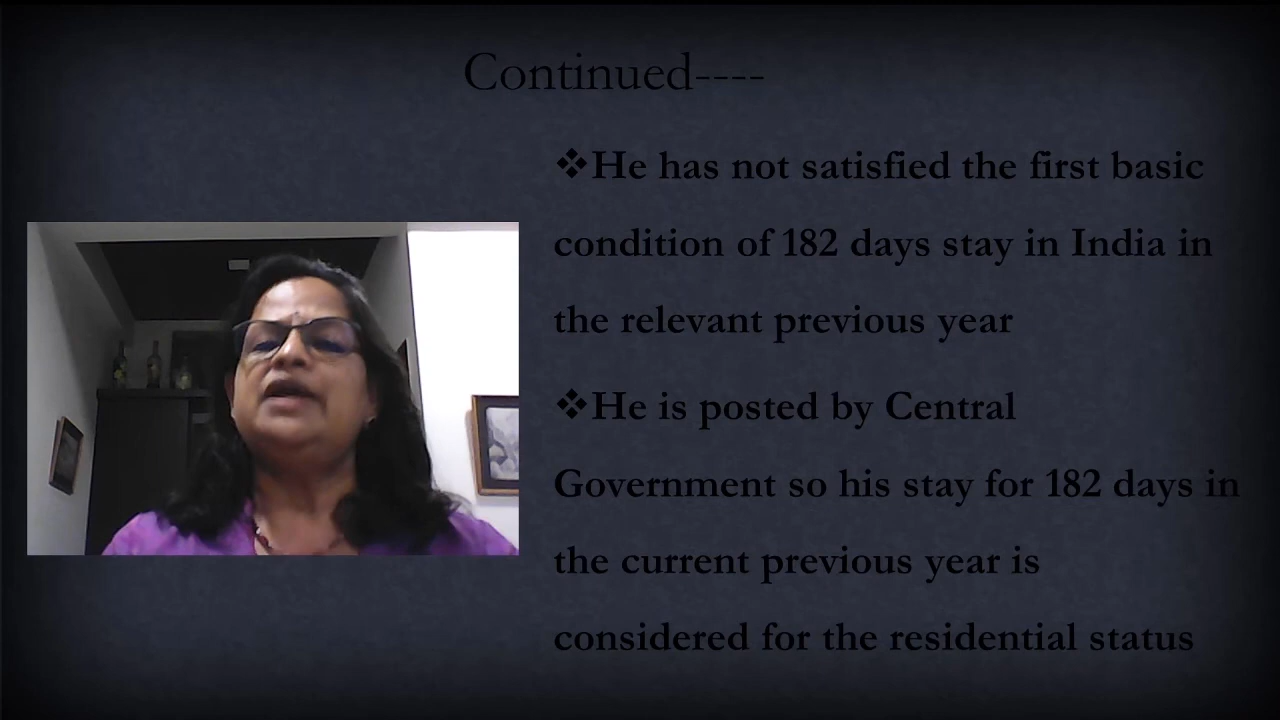 Continued----
❖He has not satisfied the first basic
condition of 182 days stay in India in
the relevant previous year
❖He is posted by Central
Government so his stay for 182 days in
the current previous year is
considered for the residential status